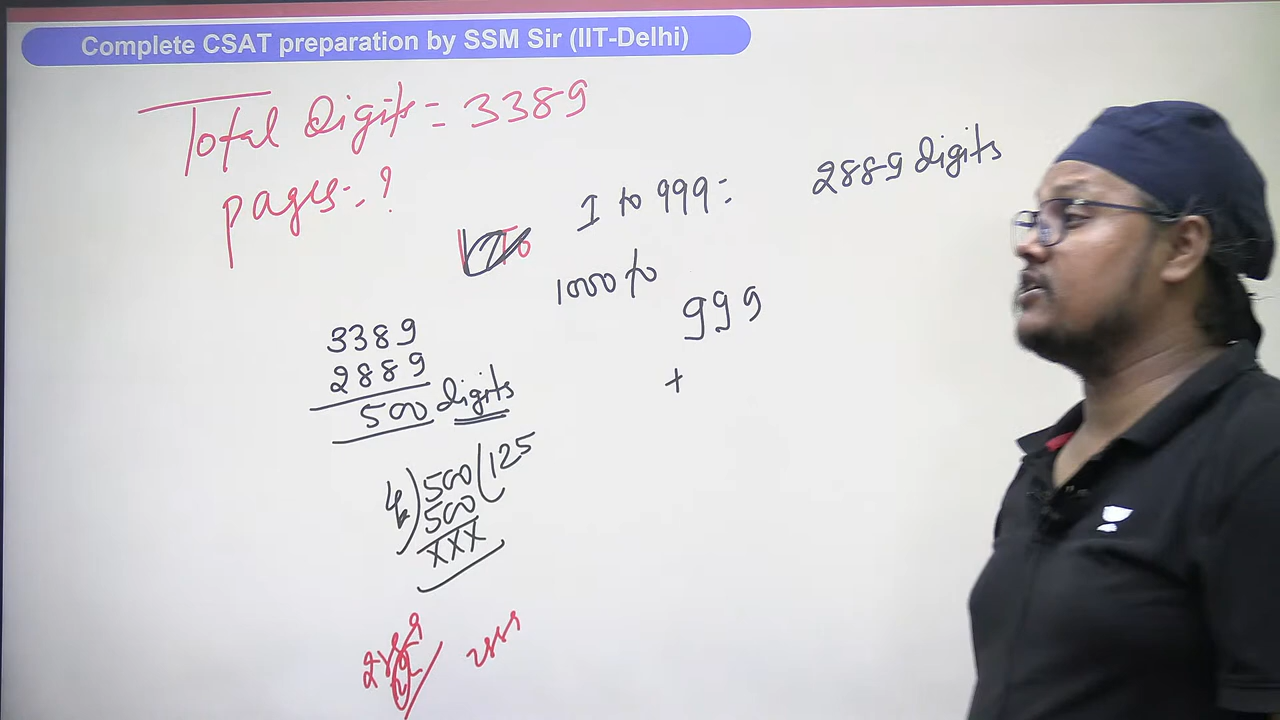 Complete CSAT preparation by SSM Sir (IIT-Delhi)
Total Digits = 3389
pages = ?
1 to 999 = 2889 digits
1000 to
999
+
3389
2889
500 digits
4)500(125
500
XXX